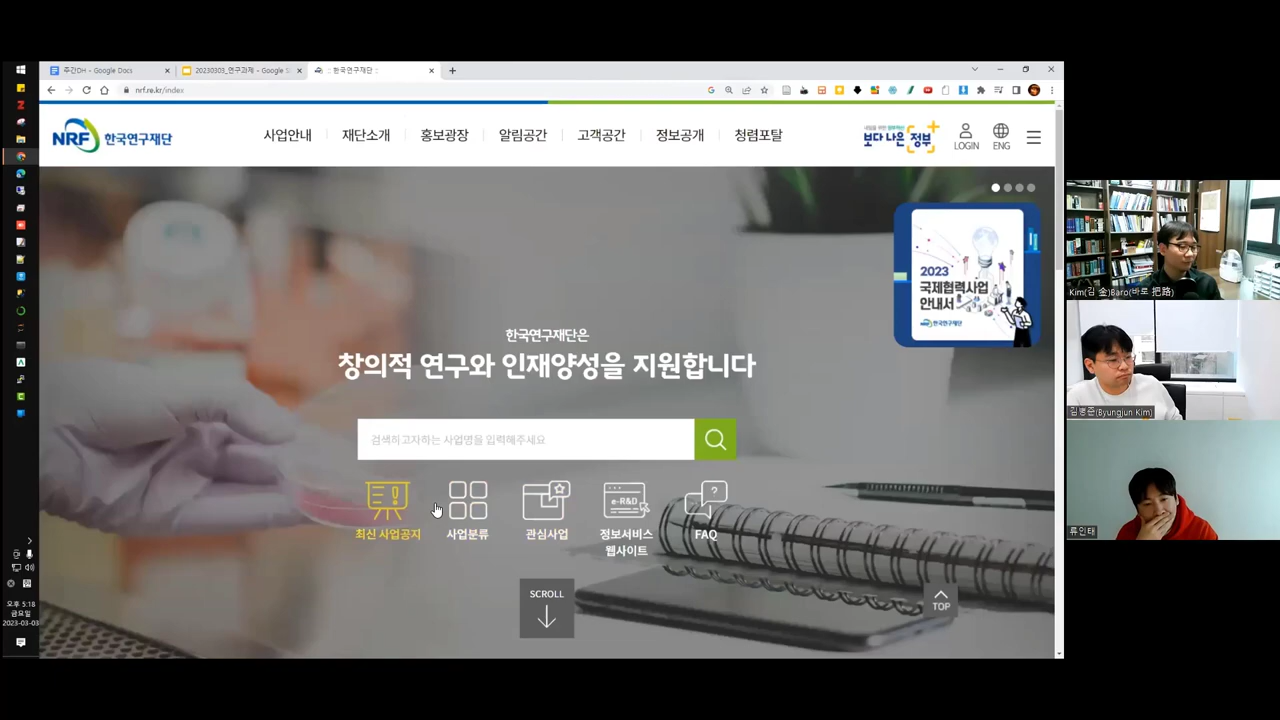 주간DH - Google Docs
20230303_연구과제 - Google S
:: 한국연구재단 ::
nrf.re.kr/index
NRF 한국연구재단
사업안내
재단소개
홍보광장
알림공간
고객공간
정보공개
청렴포탈
보다 나은 정부
LOGIN
ENG
2023
국제협력사업
안내서
한국연구재단
한국연구재단은
창의적 연구와 인재양성을 지원합니다
검색하고자하는 사업명을 입력해주세요
최신 사업공지
사업분류
관심사업
e-R&D
정보서비스
웹사이트
FAQ
SCROLL
TOP
오후 5:18
금요일
2023-03-03
Kim(김 金)Baro(바로 把路)
김병준(Byungjun Kim)
류인태